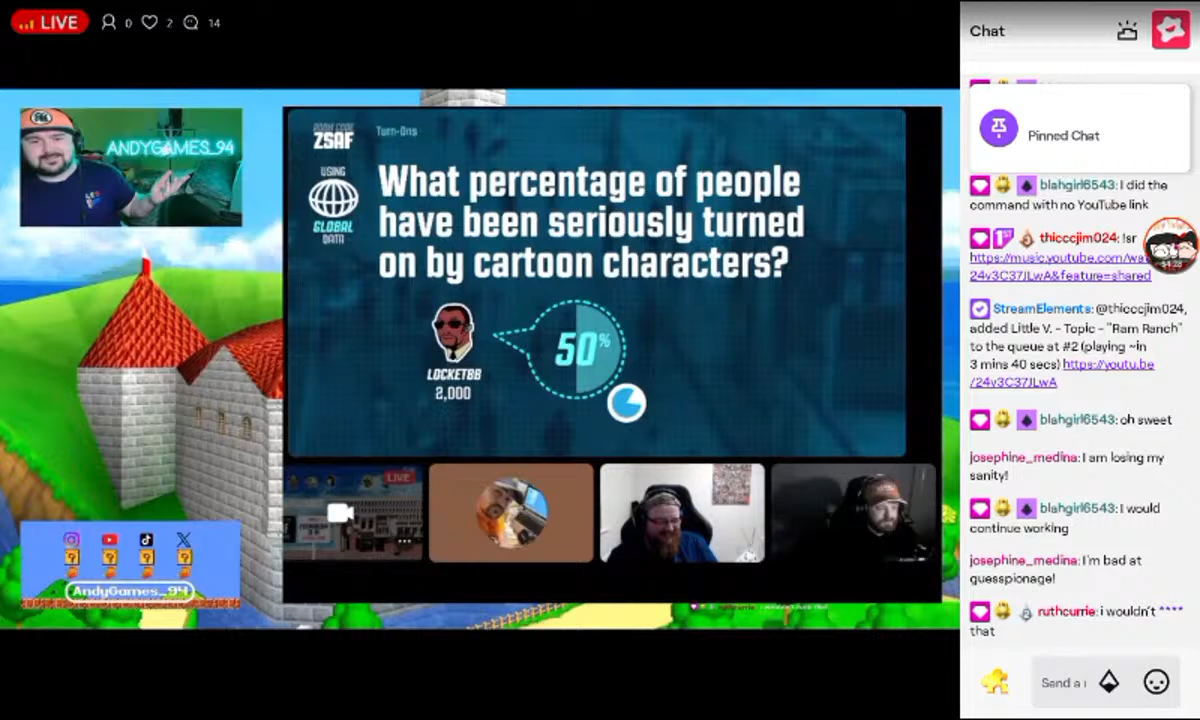 LIVE 0 2 14
ANDYGAMES_94
ROOM CODE
ZSAF
Turn-Ons
USING
GLOBAL
DATA
What percentage of people
have been seriously turned
on by cartoon characters?
50%
LOCKETBB
2,000
LIVE
AndyGames_94
Chat
Pinned Chat
blahgirl6543: I did the
command with no YouTube link
thicccjim024: !sr
https://music.youtube.com/wa
24v3C37JLwA&feature=shared
StreamElements: @thicccjim024,
added Little V. - Topic - "Ram Ranch"
to the queue at #2 (playing ~in
3 mins 40 secs) https://youtu.be
/24v3C37JLwA
blahgirl6543: oh sweet
josephine_medina: I am losing my
sanity!
blahgirl6543: I would
continue working
josephine_medina: I'm bad at
guesspionage!
ruthcurrie: i wouldn't ****
that
Send a